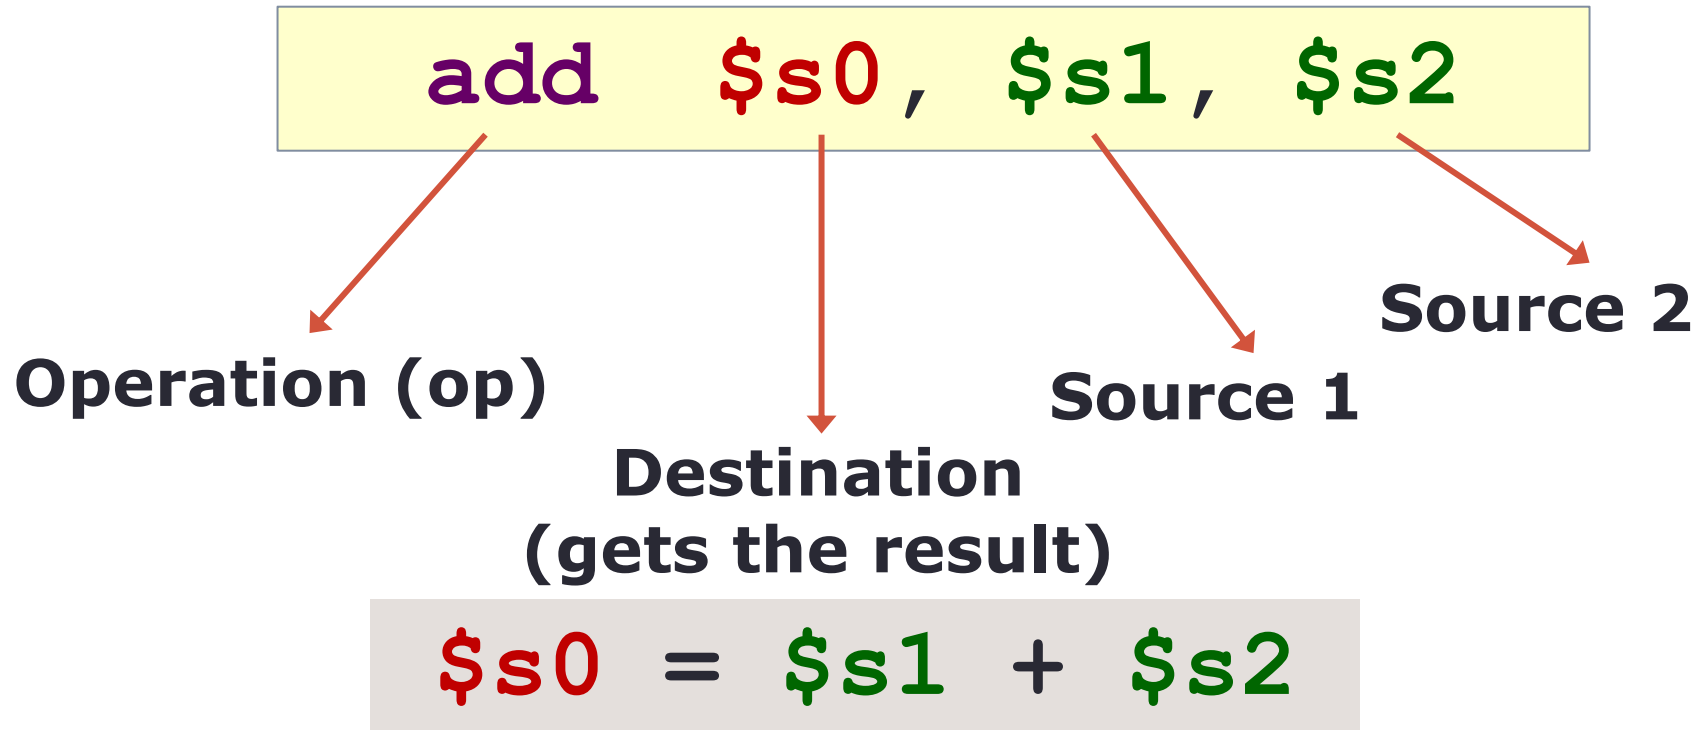 add $s0, $s1, $s2
Source 2
Operation (op)
Source 1
Destination
(gets the result)
$s0 = $s1 + $s2